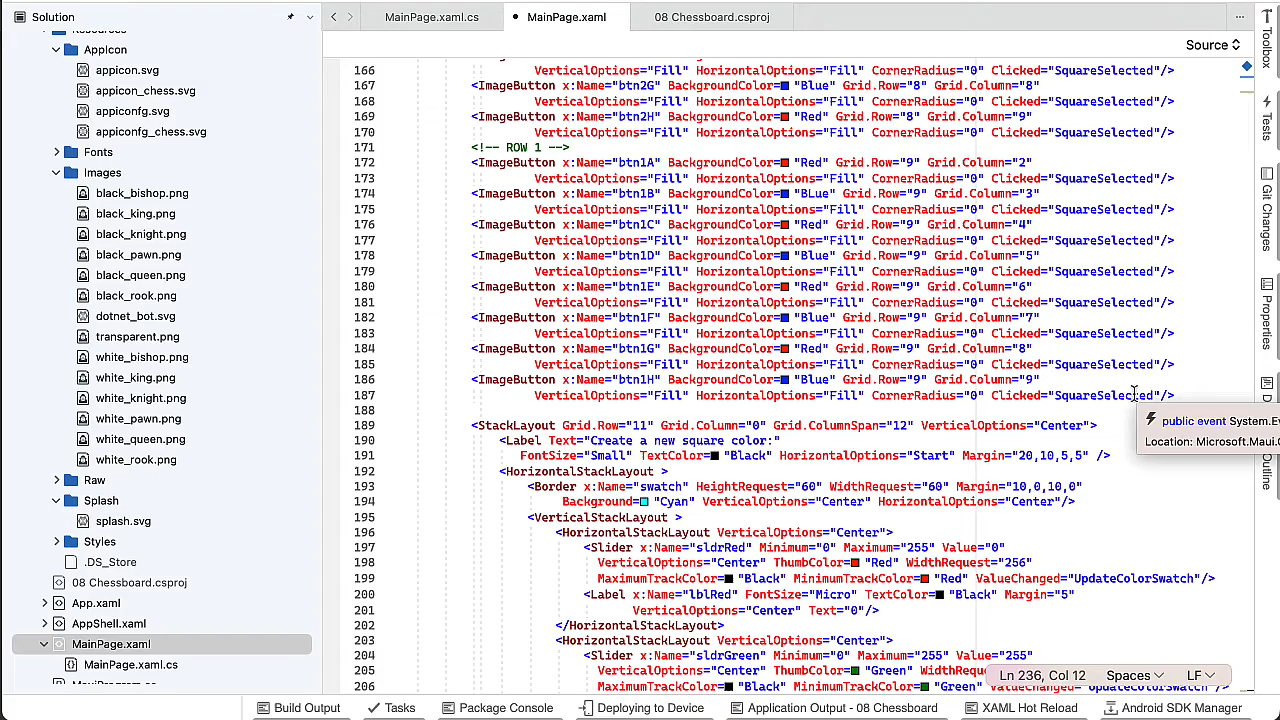 Solution
Resources
AppIcon
appicon.svg
appicon_chess.svg
appiconfg.svg
appiconfg_chess.svg
Fonts
Images
black_bishop.png
black_king.png
black_knight.png
black_pawn.png
black_queen.png
black_rook.png
dotnet_bot.svg
transparent.png
white_bishop.png
white_king.png
white_knight.png
white_pawn.png
white_queen.png
white_rook.png
Raw
Splash
splash.svg
Styles
.DS_Store
08 Chessboard.csproj
App.xaml
AppShell.xaml
MainPage.xaml
MainPage.xaml.cs
MainPage.xaml.cs
MainPage.xaml
08 Chessboard.csproj
Source
166 VerticalOptions="Fill" HorizontalOptions="Fill" CornerRadius="0" Clicked="SquareSelected"/>
167 <ImageButton x:Name="btn2G" BackgroundColor="Blue" Grid.Row="8" Grid.Column="8"
168 VerticalOptions="Fill" HorizontalOptions="Fill" CornerRadius="0" Clicked="SquareSelected"/>
169 <ImageButton x:Name="btn2H" BackgroundColor="Red" Grid.Row="8" Grid.Column="9"
170 VerticalOptions="Fill" HorizontalOptions="Fill" CornerRadius="0" Clicked="SquareSelected"/>
171 <!-- ROW 1 -->
172 <ImageButton x:Name="btn1A" BackgroundColor="Red" Grid.Row="9" Grid.Column="2"
173 VerticalOptions="Fill" HorizontalOptions="Fill" CornerRadius="0" Clicked="SquareSelected"/>
174 <ImageButton x:Name="btn1B" BackgroundColor="BLue" Grid.Row="9" Grid.Column="3"
175 VerticalOptions="Fill" HorizontalOptions="Fill" CornerRadius="0" Clicked="SquareSelected"/>
176 <ImageButton x:Name="btn1C" BackgroundColor="Red" Grid.Row="9" Grid.Column="4"
177 VerticalOptions="Fill" HorizontalOptions="Fill" CornerRadius="0" Clicked="SquareSelected"/>
178 <ImageButton x:Name="btn1D" BackgroundColor="Blue" Grid.Row="9" Grid.Column="5"
179 VerticalOptions="Fill" HorizontalOptions="Fill" CornerRadius="0" Clicked="SquareSelected"/>
180 <ImageButton x:Name="btn1E" BackgroundColor="Red" Grid.Row="9" Grid.Column="6"
181 VerticalOptions="Fill" HorizontalOptions="Fill" CornerRadius="0" Clicked="SquareSelected"/>
182 <ImageButton x:Name="btn1F" BackgroundColor="Blue" Grid.Row="9" Grid.Column="7"
183 VerticalOptions="Fill" HorizontalOptions="Fill" CornerRadius="0" Clicked="SquareSelected"/>
184 <ImageButton x:Name="btn1G" BackgroundColor="Red" Grid.Row="9" Grid.Column="8"
185 VerticalOptions="Fill" HorizontalOptions="Fill" CornerRadius="0" Clicked="SquareSelected"/>
186 <ImageButton x:Name="btn1H" BackgroundColor="Blue" Grid.Row="9" Grid.Column="9"
187 VerticalOptions="Fill" HorizontalOptions="Fill" CornerRadius="0" Clicked="SquareSelected"/>
188
189 <StackLayout Grid.Row="11" Grid.Column="0" Grid.ColumnSpan="12" VerticalOptions="Center">
190 <Label Text="Create a new square color:"
191 FontSize="Small" TextColor="Black" HorizontalOptions="Start" Margin="20,10,5,5" />
192 <HorizontalStackLayout >
193 <Border x:Name="swatch" HeightRequest="60" WidthRequest="60" Margin="10,0,10,0"
194 Background="Cyan" VerticalOptions="Center" HorizontalOptions="Center"/>
195 <VerticalStackLayout >
196 <HorizontalStackLayout VerticalOptions="Center">
197 <Slider x:Name="sldrRed" Minimum="0" Maximum="255" Value="0"
198 VerticalOptions="Center" ThumbColor="Red" WidthRequest="256"
199 MaximumTrackColor="Black" MinimumTrackColor="Red" ValueChanged="UpdateColorSwatch"/>
200 <Label x:Name="lblRed" FontSize="Micro" TextColor="Black" Margin="5"
201 VerticalOptions="Center" Text="0"/>
202 </HorizontalStackLayout>
203 <HorizontalStackLayout VerticalOptions="Center">
204 <Slider x:Name="sldrGreen" Minimum="0" Maximum="255" Value="255"
205 VerticalOptions="Center" ThumbColor="Green"
206 MaximumTrackColor="Black" MinimumTrackColor="Green"
public event System.Ev
Location: Microsoft.Maui.
Ln 236, Col 12 Spaces LF
Toolbox
Tests
Git Changes
Properties
Outline
Build Output Tasks Package Console Deploying to Device Application Output - 08 Chessboard XAML Hot Reload Android SDK Manager